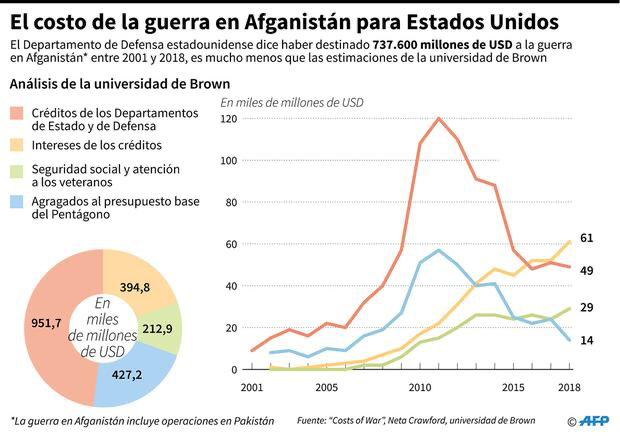 El costo de la guerra en Afganistán para Estados Unidos
El Departamento de Defensa estadounidense dice haber destinado 737.600 millones de USD a la guerra
en Afganistán* entre 2001 y 2018, es mucho menos que las estimaciones de la universidad de Brown
Análisis de la universidad de Brown
Créditos de los Departamentos
de Estado y de Defensa
Intereses de los créditos
Seguridad social y atención
a los veteranos
Agragados al presupuesto base
del Pentágono
En miles de millones de USD
120
100
80
60
40
20
0
2001
2005
2010
2015
2018
61
49
29
14
394,8
951,7
212,9
427,2
En
miles
de millones
de USD
*La guerra en Afganistán incluye operaciones en Pakistán
Fuente: “Costs of War”, Neta Crawford, universidad de Brown
© AFP